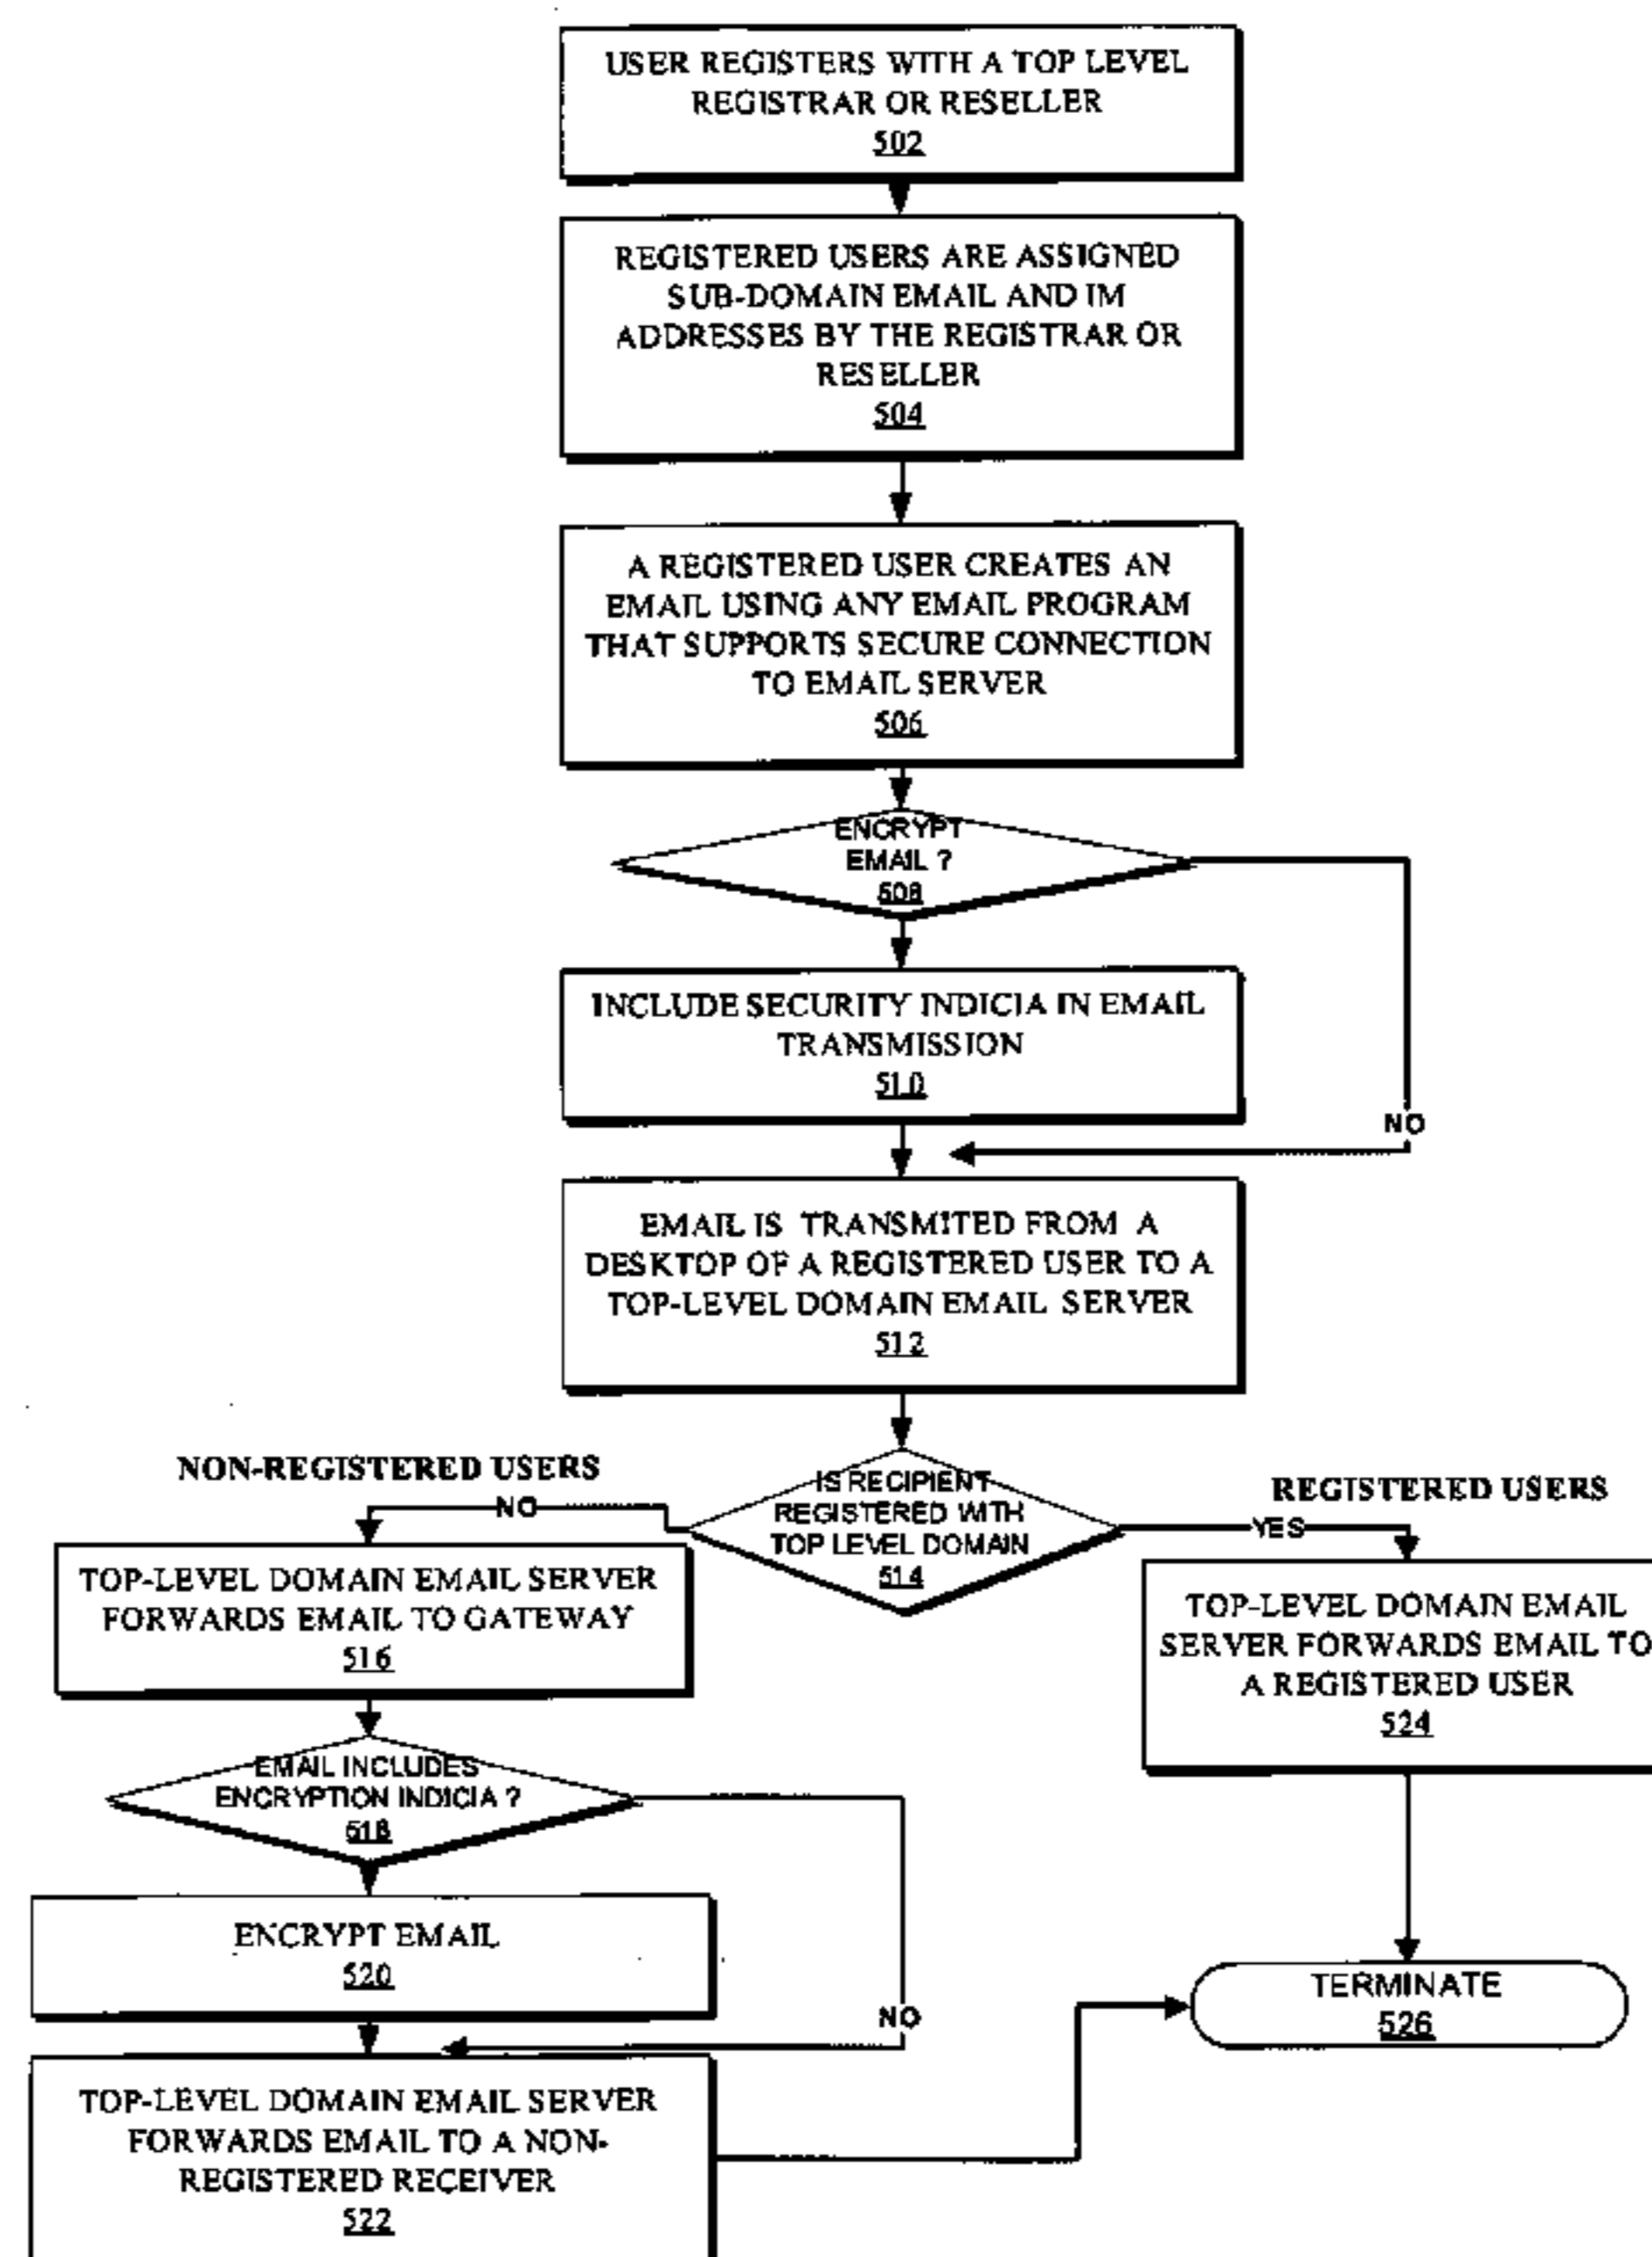 USER REGISTERS WITH A TOP LEVEL
REGISTRAR OR RESELLER
502
REGISTERED USERS ARE ASSIGNED
SUB-DOMAIN EMAIL AND IM
ADDRESSES BY THE REGISTRAR OR
RESELLER
504
A REGISTERED USER CREATES AN
EMAIL USING ANY EMAIL PROGRAM
THAT SUPPORTS SECURE CONNECTION
TO EMAIL SERVER
506
ENCRYPT
EMAIL ?
508
INCLUDE SECURITY INDICIA IN EMAIL
TRANSMISSION
510
NO
EMAIL IS TRANSMITED FROM A
DESKTOP OF A REGISTERED USER TO A
TOP-LEVEL DOMAIN EMAIL SERVER
512
IS RECIPIENT
REGISTERED WITH
TOP LEVEL DOMAIN
514
NON-REGISTERED USERS
NO
REGISTERED USERS
YES
TOP-LEVEL DOMAIN EMAIL SERVER
FORWARDS EMAIL TO GATEWAY
516
TOP-LEVEL DOMAIN EMAIL
SERVER FORWARDS EMAIL TO
A REGISTERED USER
524
EMAIL INCLUDES
ENCRYPTION INDICIA ?
518
ENCRYPT EMAIL
520
NO
TERMINATE
526
TOP-LEVEL DOMAIN EMAIL SERVER
FORWARDS EMAIL TO A NON-
REGISTERED RECEIVER
522